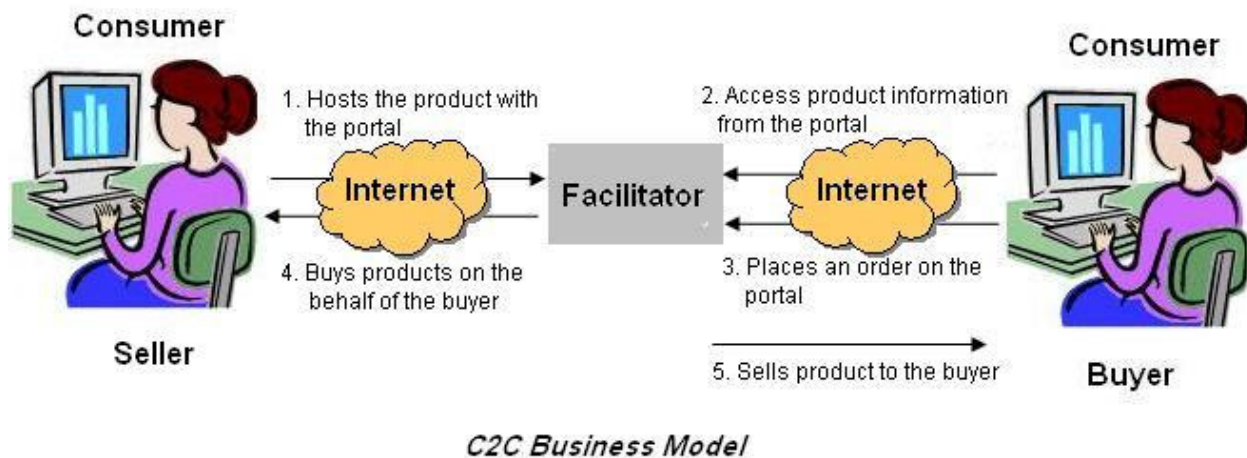 Consumer
Consumer
1. Hosts the product with
the portal
2. Access product information
from the portal
Internet
Facilitator
Internet
4. Buys products on the
behalf of the buyer
3. Places an order on the
portal
Seller
5. Sells product to the buyer
Buyer
C2C Business Model